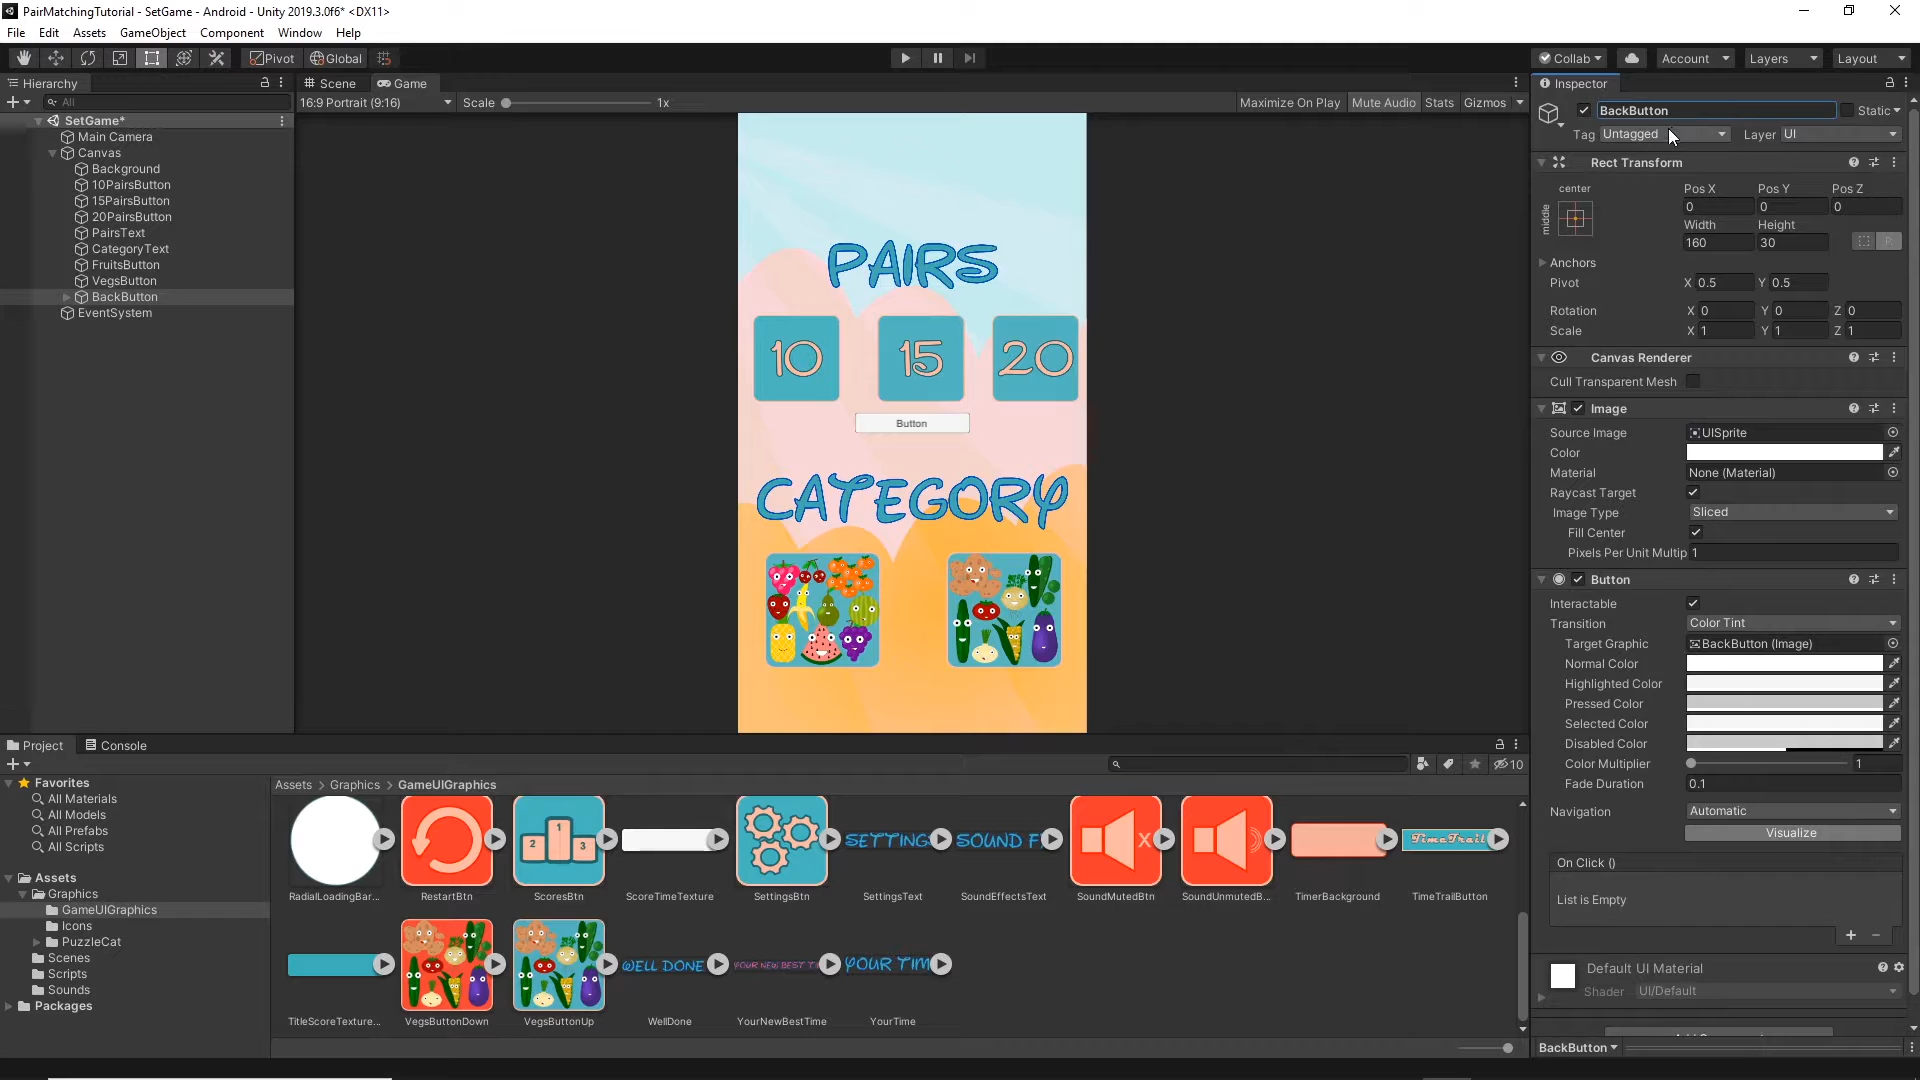 PairMatchingTutorial - SetGame - Android - Unity 2019.3.0f6* <DX11>
File Edit Assets GameObject Component Window Help
Pivot Global Collab Account Layers Layout
Hierarchy
All
SetGame*
Main Camera
Canvas
Background
10PairsButton
15PairsButton
20PairsButton
PairsText
CategoryText
FruitsButton
VegsButton
BackButton
EventSystem
Scene Game
16:9 Portrait (9:16) Scale 1x Maximize On Play Mute Audio Stats Gizmos
PAIRS
10 15 20
Button
CATEGORY
Inspector
BackButton Static
Tag Untagged Layer UI
Rect Transform
center
middle
Pos X Pos Y Pos Z
0 0 0
Width Height
160 30
R
Anchors
Pivot X 0.5 Y 0.5
Rotation X 0 Y 0 Z 0
Scale X 1 Y 1 Z 1
Canvas Renderer
Cull Transparent Mesh
Image
Source Image UISprite
Color
Material None (Material)
Raycast Target
Image Type Sliced
Fill Center
Pixels Per Unit Multip 1
Button
Interactable
Transition Color Tint
Target Graphic BackButton (Image)
Normal Color
Highlighted Color
Pressed Color
Selected Color
Disabled Color
Color Multiplier 1
Fade Duration 0.1
Navigation Automatic
Visualize
On Click ()
List is Empty
Default UI Material
Shader UI/Default
BackButton
Project Console
10
Favorites
All Materials
All Models
All Prefabs
All Scripts
Assets
Graphics
GameUIGraphics
Icons
PuzzleCat
Scenes
Scripts
Sounds
Packages
Assets > Graphics > GameUIGraphics
2 1 3 SETTING SOUND F X TimeTrail
RadialLoadingBar... RestartBtn ScoresBtn ScoreTimeTexture SettingsBtn SettingsText SoundEffectsText SoundMutedBtn SoundUnmutedB... TimerBackground TimeTrailButton
WELL DONE YOUR NEW BEST TI YOUR TIM
TitleScoreTexture... VegsButtonDown VegsButtonUp WellDone YourNewBestTime YourTime